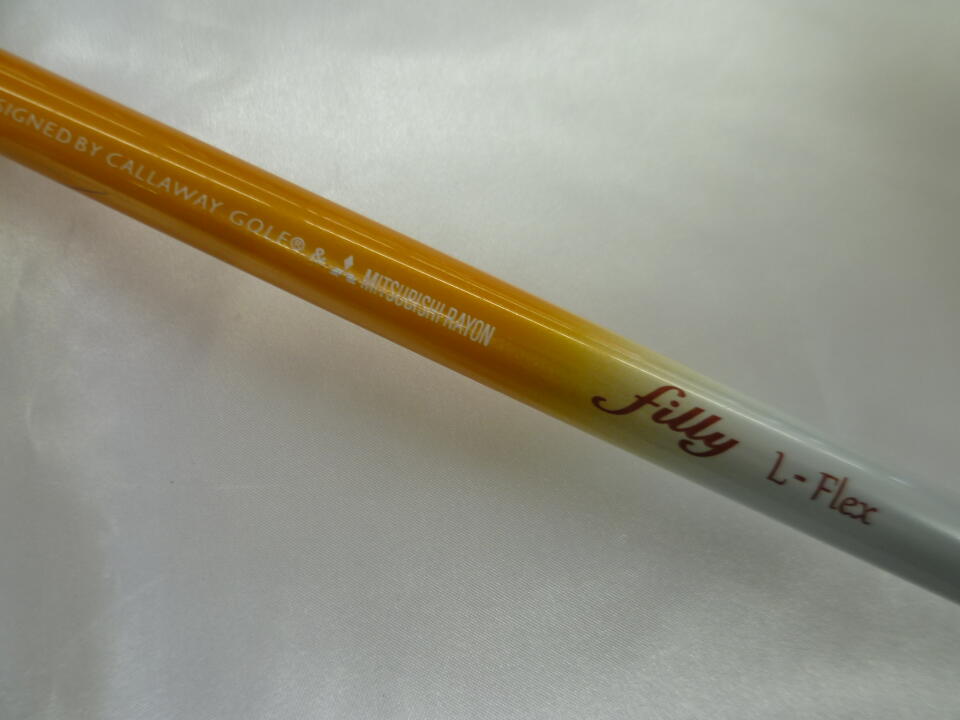 SIGNED BY CALLAWAY GOLF® & MITSUBISHI RAYON
filly L-Flex